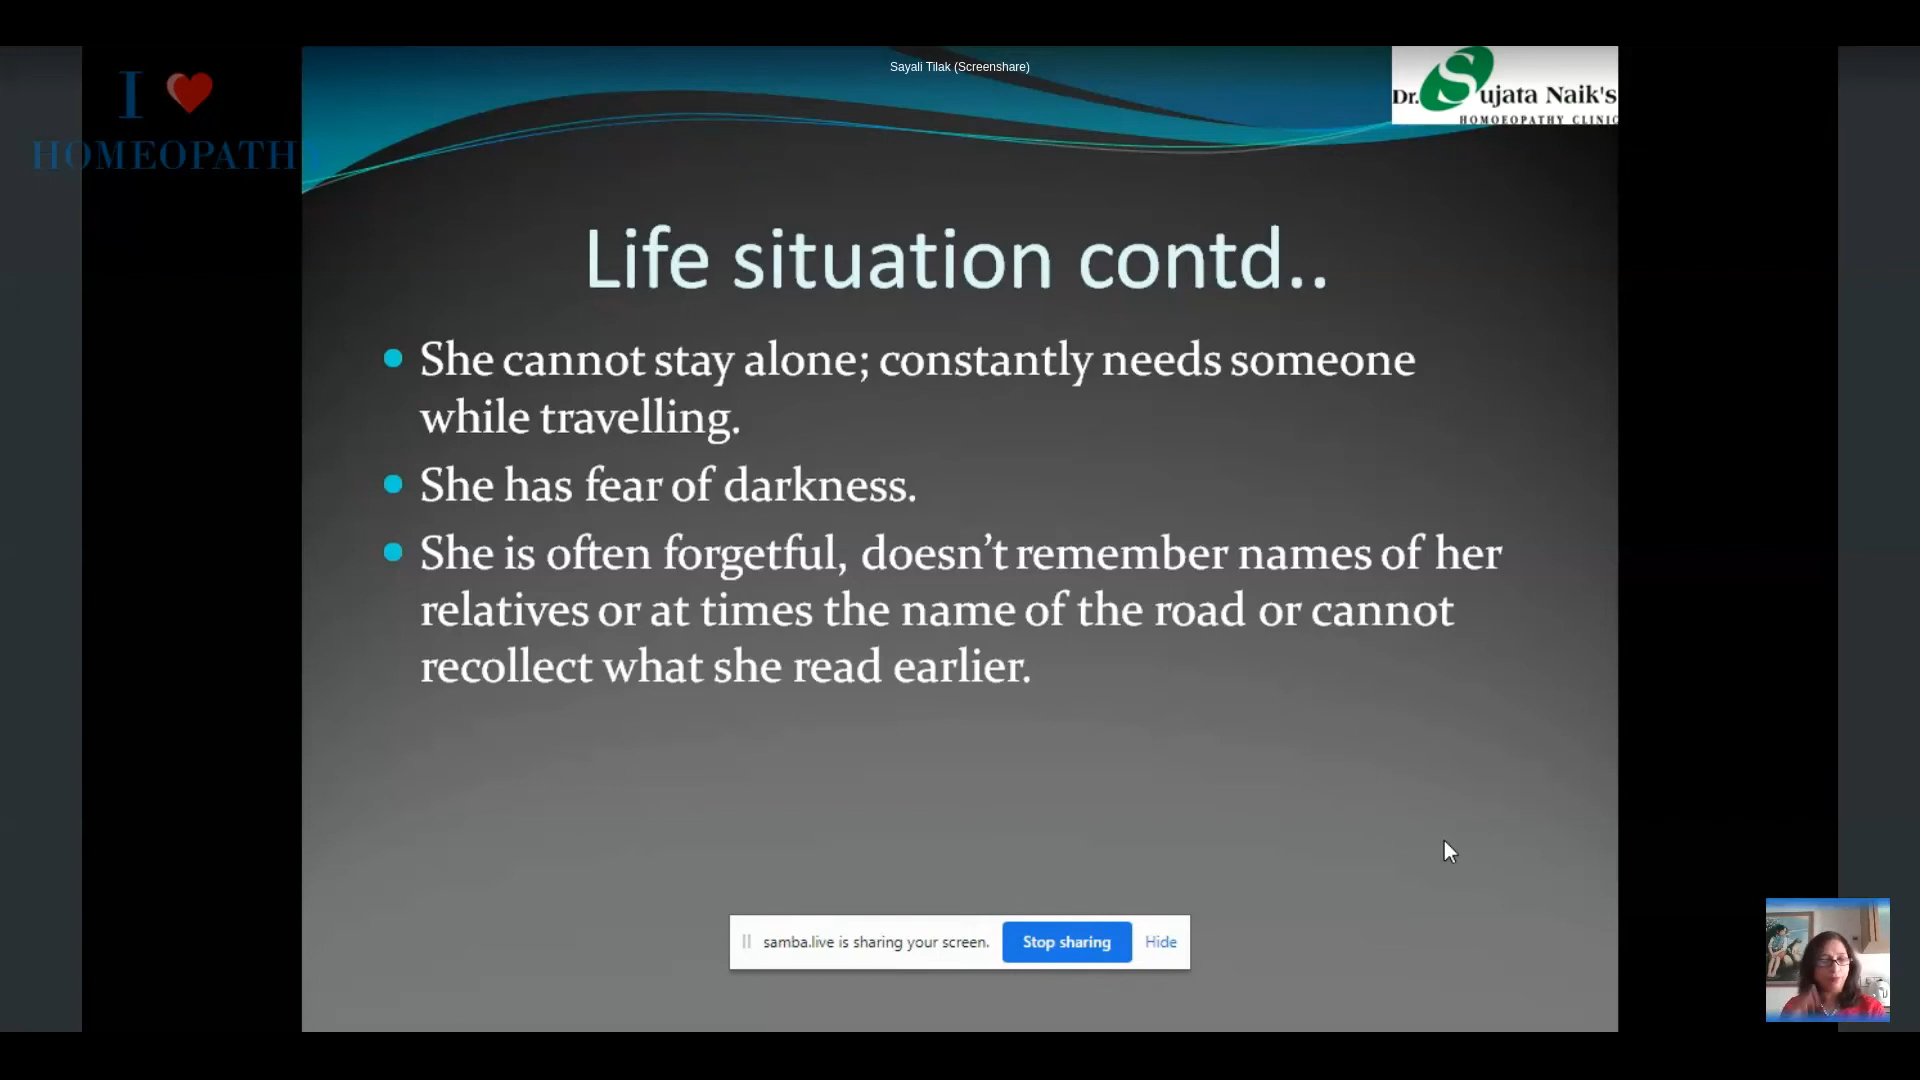 Sayali Tilak (Screenshare)
I
HOMEOPATHY
Dr. Sujata Naik's
HOMOEOPATHY CLINIC
Life situation contd..
She cannot stay alone; constantly needs someone
while travelling.
She has fear of darkness.
She is often forgetful, doesn’t remember names of her
relatives or at times the name of the road or cannot
recollect what she read earlier.
samba.live is sharing your screen. Stop sharing Hide